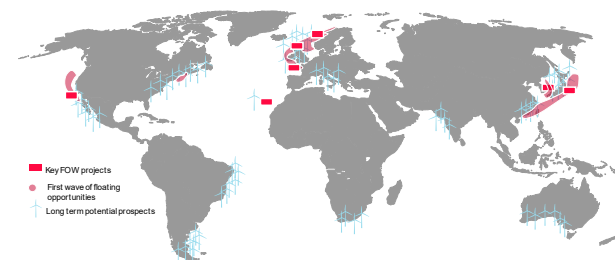 Key FOW projects
First wave of floating
opportunities
Long term potential prospects